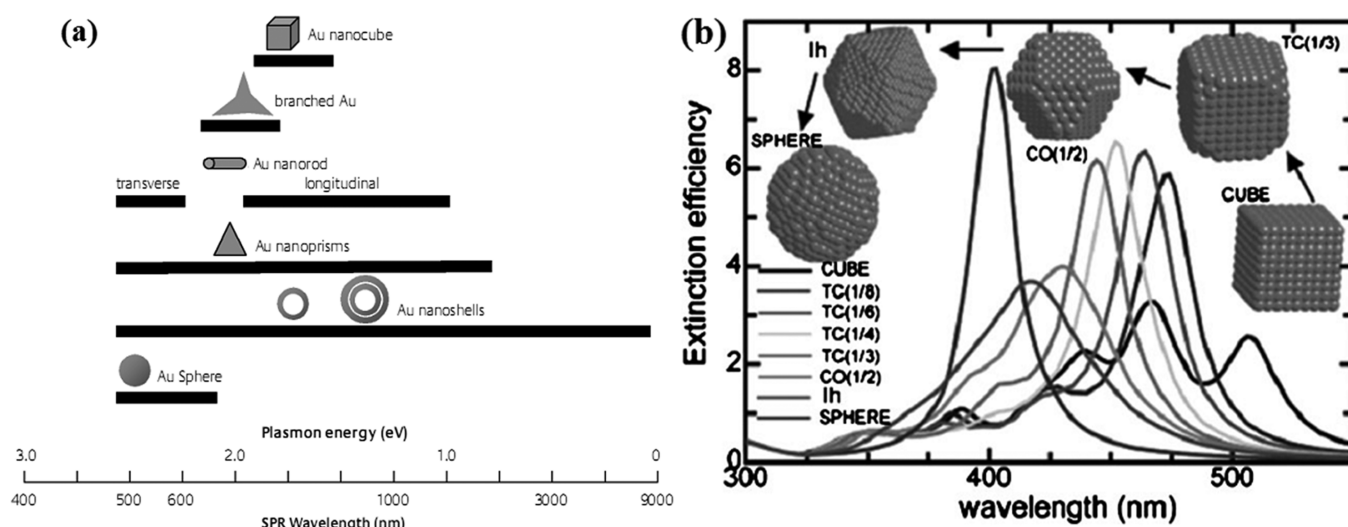 (a)
Au nanocube
branched Au
Au nanorod
transverse
longitudinal
Au nanoprisms
Au nanoshells
Au Sphere
Plasmon energy (eV)
3.0 2.0 1.0 0
400 500 600 1000 3000 9000
SPR Wavelength (nm)
(b)
Extinction efficiency
8
6
4
2
0
Ih
CO(1/2)
TC(1/3)
SPHERE
CUBE
CUBE
TC(1/8)
TC(1/6)
TC(1/4)
TC(1/3)
CO(1/2)
Ih
SPHERE
300 400 500
wavelength (nm)